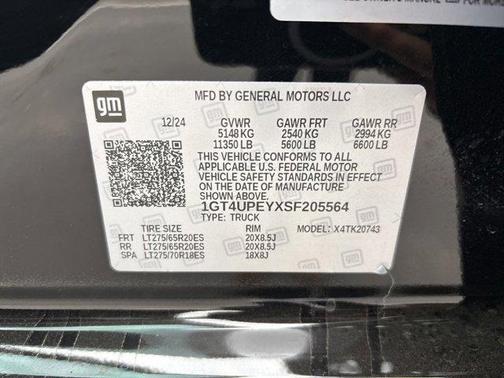 gm
MFD BY GENERAL MOTORS LLC
12/24 GVWR GAWR FRT GAWR RR
5148 KG 2540 KG 2994 KG
11350 LB 5600 LB 6600 LB
THIS VEHICLE CONFORMS TO ALL
APPLICABLE U.S. FEDERAL MOTOR
VEHICLE SAFETY STANDARDS IN
EFFECT ON THE DATE OF MANUFACTURE
SHOWN ABOVE.
1GT4UPEYXSF205564
TYPE: TRUCK
TIRE SIZE RIM MODEL: X4TK20743
FRT LT275/65R20ES 20X8.5J
RR LT275/65R20ES 20X8.5J
SPA LT275/70R18ES 18X8J